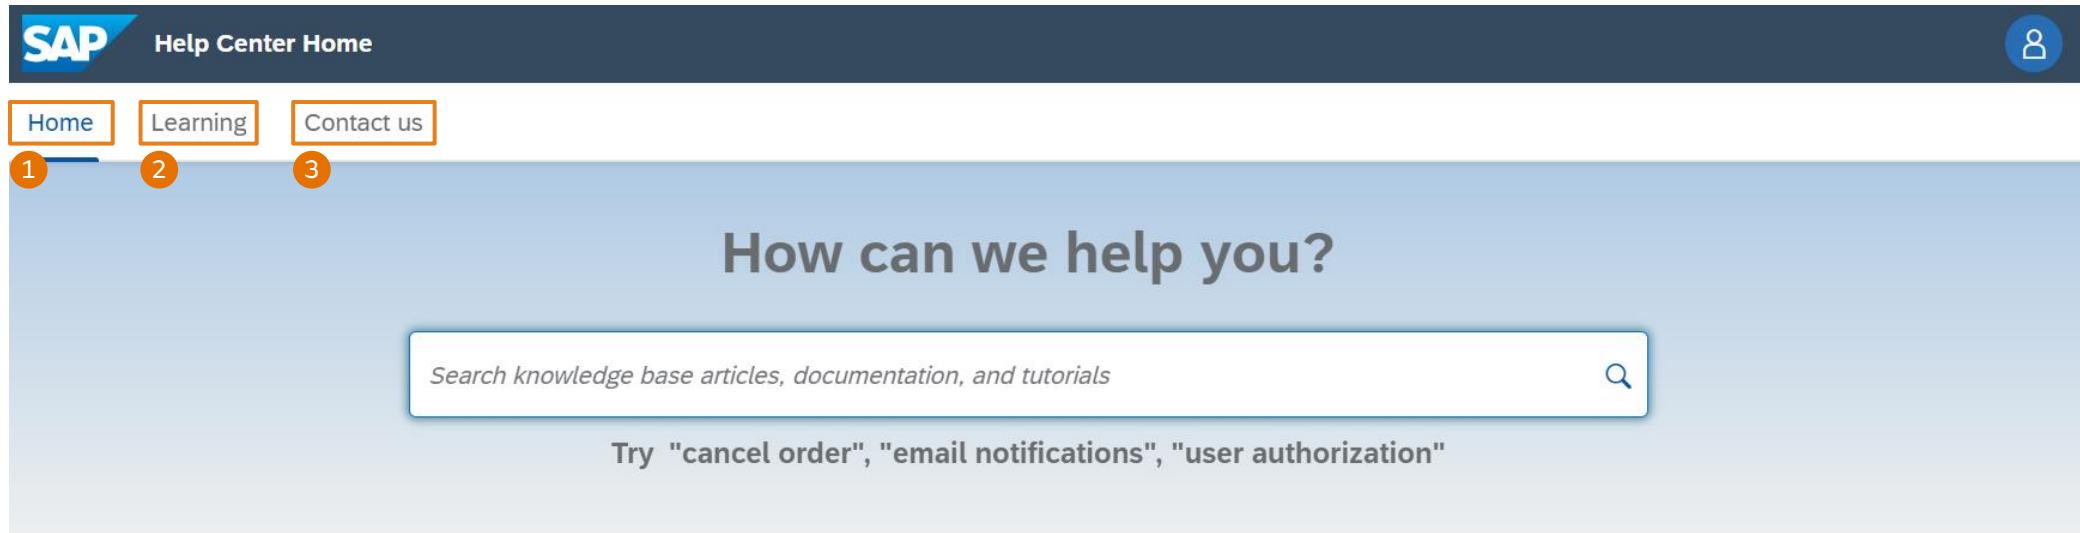 SAP Help Center Home
Home Learning Contact us
1 2 3
How can we help you?
Search knowledge base articles, documentation, and tutorials
Try "cancel order", "email notifications", "user authorization"